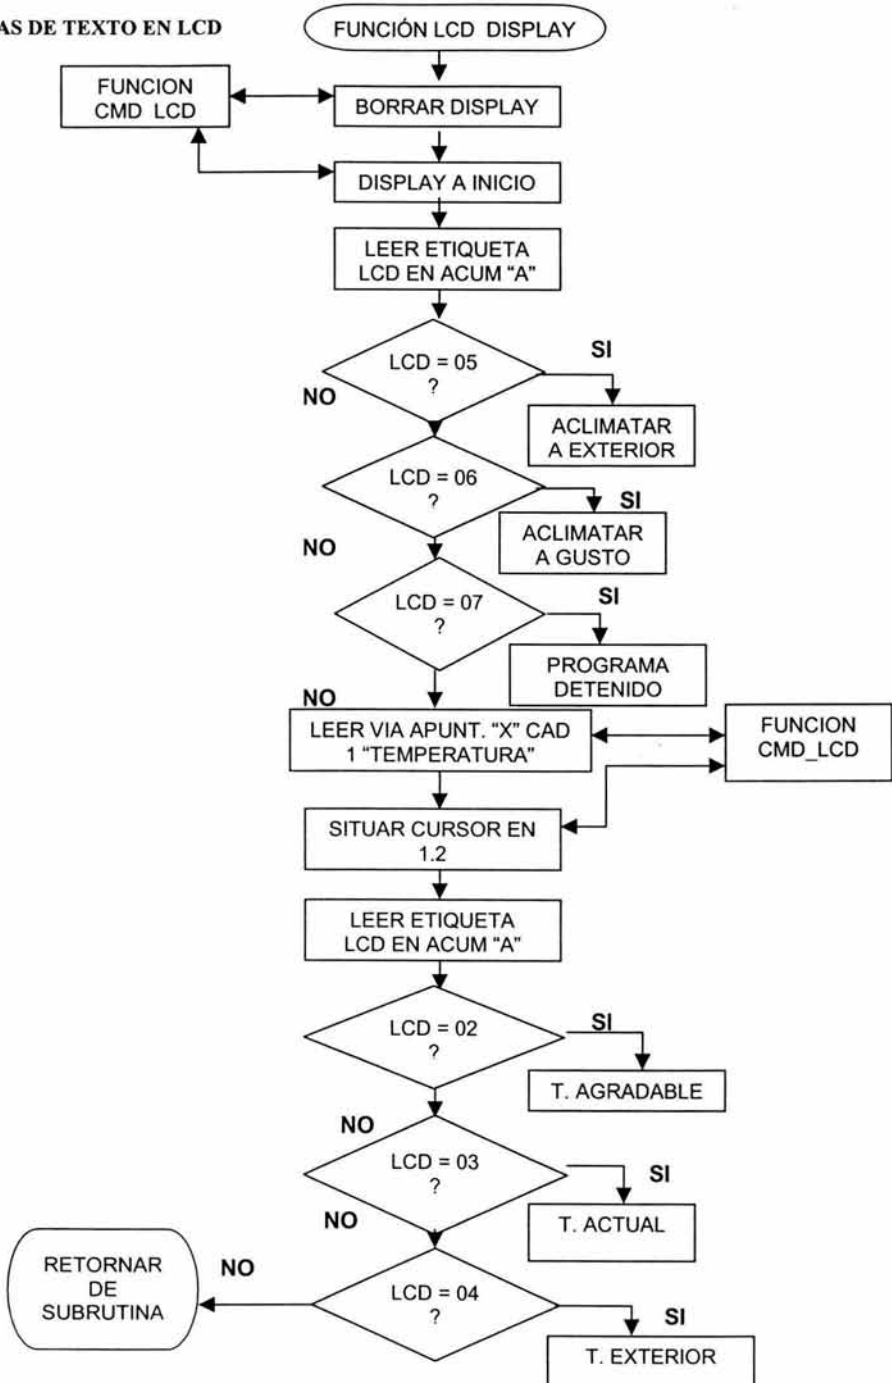 AS DE TEXTO EN LCD
FUNCIÓN LCD DISPLAY
FUNCION
CMD LCD
BORRAR DISPLAY
DISPLAY A INICIO
LEER ETIQUETA
LCD EN ACUM "A"
LCD = 05
?
SI
NO
ACLIMATAR
A EXTERIOR
LCD = 06
?
SI
NO
ACLIMATAR
A GUSTO
LCD = 07
?
SI
NO
PROGRAMA
DETENIDO
LEER VIA APUNT. "X" CAD
1 "TEMPERATURA"
FUNCION
CMD_LCD
SITUAR CURSOR EN
1.2
LEER ETIQUETA
LCD EN ACUM "A"
LCD = 02
?
SI
T. AGRADABLE
NO
LCD = 03
?
SI
NO
T. ACTUAL
RETORNAR
DE
SUBRUTINA
NO
LCD = 04
?
SI
T. EXTERIOR